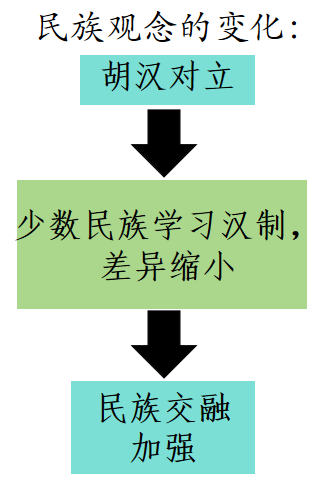 民族观念的变化：
胡汉对立
少数民族学习汉制，
差异缩小
民族交融
加强